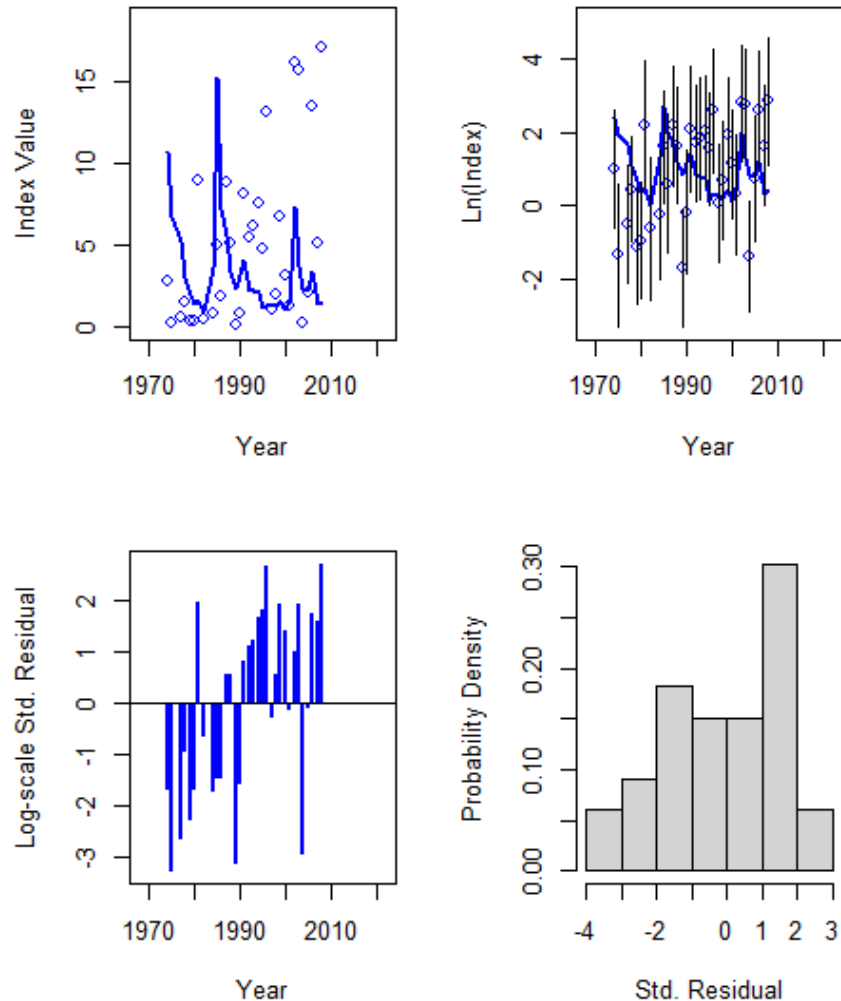 Index Value
0 5 10 15
1970 1990 2010
Year
Ln(Index)
-2 0 2 4
1970 1990 2010
Year
Log-scale Std. Residual
-3 -2 -1 0 1 2
1970 1990 2010
Year
Probability Density
0.00 0.10 0.20 0.30
-4 -2 0 1 2 3
Std. Residual